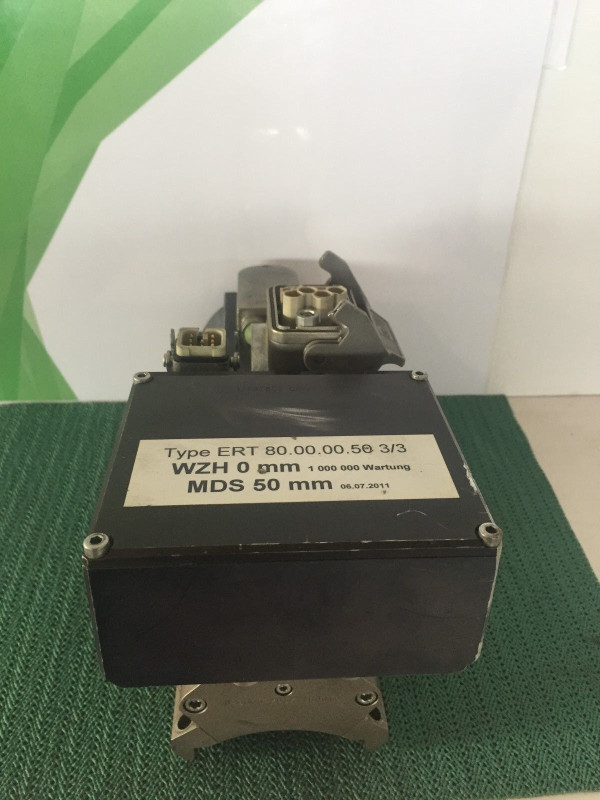 Type ERT 80.00.00.50 3/3
WZH 0 mm 1 000 000 Wartung
MDS 50 mm 06.07.2011